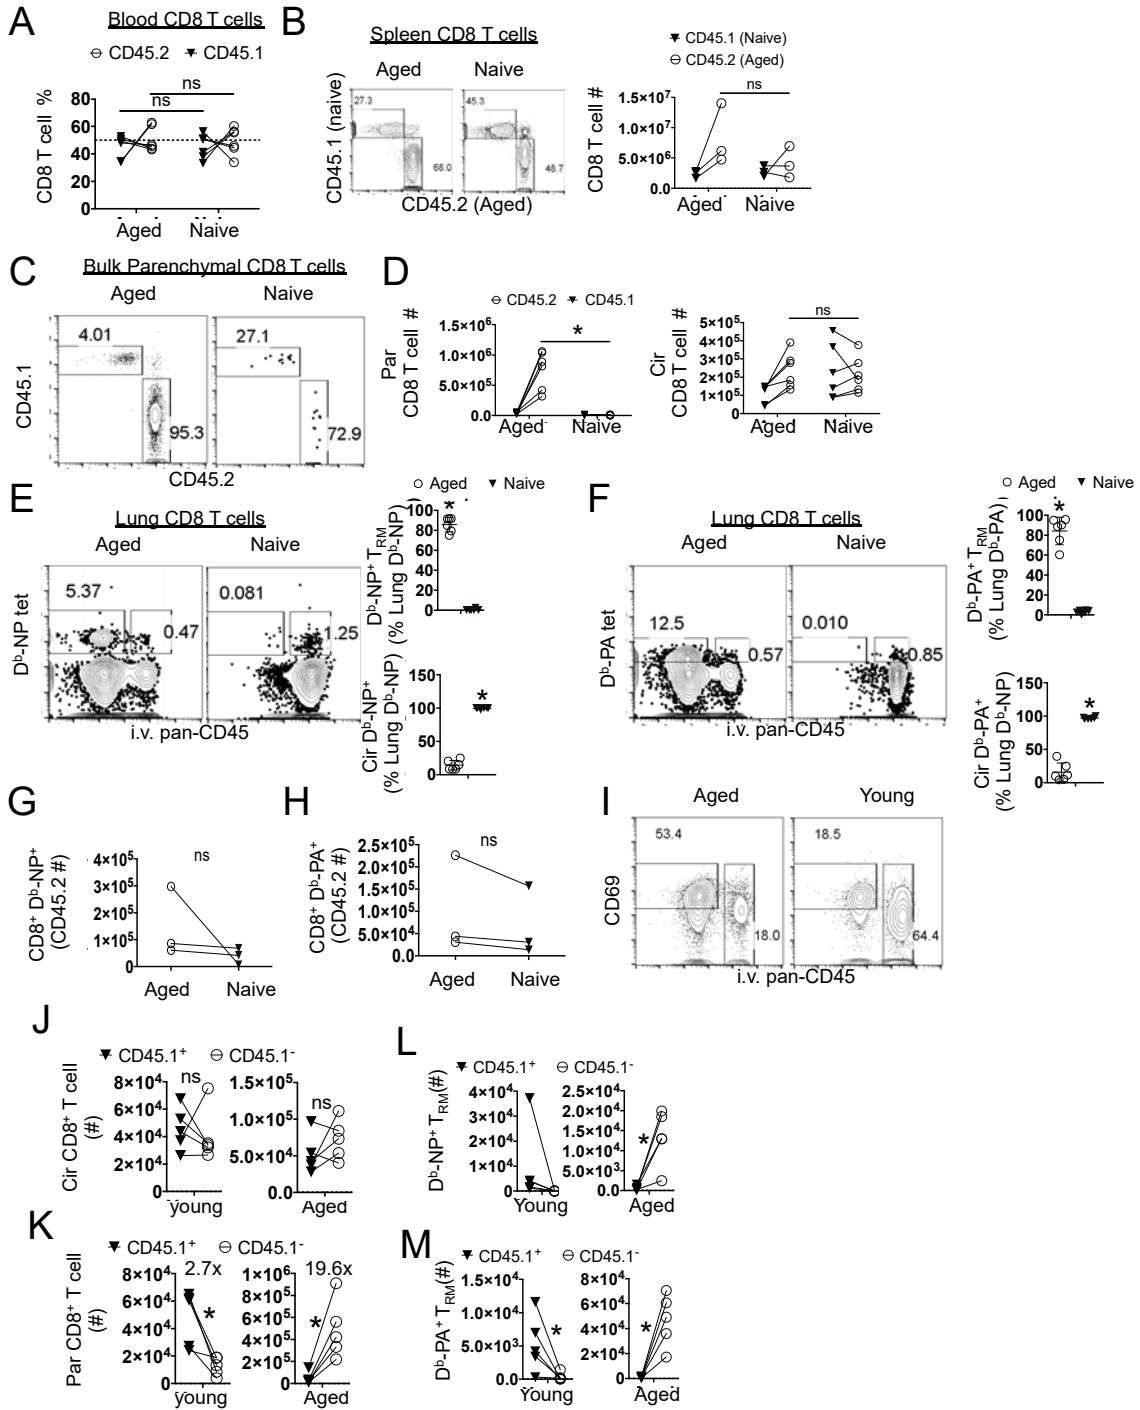 A
Blood CD8 T cells
CD45.2 CD45.1
CD8 T cell %
80
60
40
20
0
ns
ns
Aged Naive
B
Spleen CD8 T cells
Aged Naive
CD45.1 (naive)
27.3
68.0
45.3
48.7
CD45.2 (Aged)
CD45.1 (Naive)
CD45.2 (Aged)
CD8 T cell #
1.5×10⁷
1.0×10⁷
5.0×10⁶
0.0
ns
Aged Naive
C
Bulk Parenchymal CD8 T cells
Aged Naive
CD45.1
4.01
95.3
27.1
72.9
CD45.2
D
CD45.2 CD45.1
Par
CD8 T cell #
1.5×10⁶
1.0×10⁶
5.0×10⁵
0.0
*
Aged Naive
Cir
CD8 T cell #
5×10⁵
4×10⁵
3×10⁵
2×10⁵
1×10⁵
0
ns
Aged Naive
E
Lung CD8 T cells
Aged Naive
Dᵇ-NP tet
5.37
0.47
0.081
1.25
i.v. pan-CD45
Aged Naive
Dᵇ-NP⁺ TRM
(% Lung Dᵇ-NP)
100
80
60
40
20
0
*
Cir Dᵇ-NP⁺
(% Lung Dᵇ-NP)
150
100
50
0
*
F
Lung CD8 T cells
Aged Naive
Dᵇ-PA tet
12.5
0.57
0.010
0.85
i.v. pan-CD45
Aged Naive
Dᵇ-PA⁺ TRM
(% Lung Dᵇ-PA)
100
80
60
40
20
0
*
Cir Dᵇ-PA⁺
(% Lung Dᵇ-NP)
150
100
50
0
*
G
CD8⁺ Dᵇ-NP⁺
(CD45.2 #)
4×10⁵
3×10⁵
2×10⁵
1×10⁵
0
ns
Aged Naive
H
CD8⁺ Dᵇ-PA⁺
(CD45.2 #)
2.5×10⁵
2.0×10⁵
1.5×10⁵
1.0×10⁵
5.0×10⁴
0.0
ns
Aged Naive
I
Aged Young
CD69
53.4
18.0
18.5
64.4
i.v. pan-CD45
J
CD45.1⁺ CD45.1⁻
Cir CD8⁺ T cell
(#)
8×10⁴
6×10⁴
4×10⁴
2×10⁴
0
ns
young
1.5×10⁵
1.0×10⁵
5.0×10⁴
0.0
ns
Aged
K
CD45.1⁺ CD45.1⁻
Par CD8⁺ T cell
(#)
8×10⁴
6×10⁴
4×10⁴
2×10⁴
0
2.7x
*
young
1×10⁶
8×10⁵
6×10⁵
4×10⁵
2×10⁵
0
19.6x
*
Aged
L
CD45.1⁺ CD45.1⁻
Dᵇ-NP⁺ TRM(#)
4×10⁴
3×10⁴
2×10⁴
1×10⁴
0
Young
2.5×10⁴
2.0×10⁴
1.5×10⁴
1.0×10⁴
5.0×10³
0.0
*
Aged
M
CD45.1⁺ CD45.1⁻
Dᵇ-PA⁺ TRM(#)
1.5×10⁴
1.0×10⁴
5.0×10³
0.0
*
Young
8×10⁴
6×10⁴
4×10⁴
2×10⁴
0
*
Aged